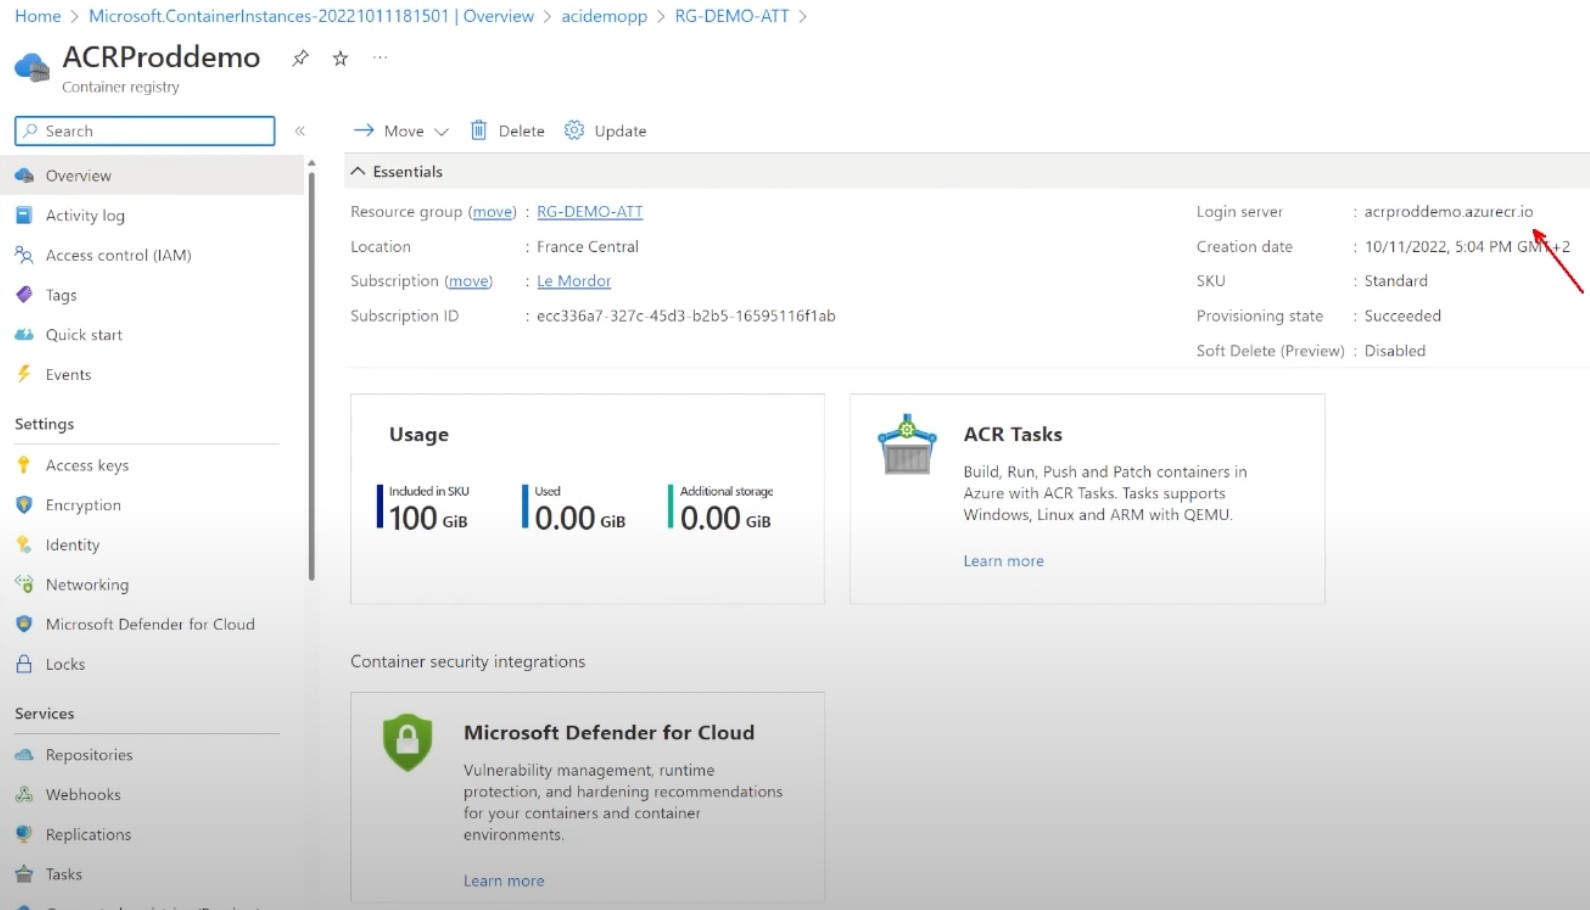 Home > Microsoft.ContainerInstances-20221011181501 | Overview > acidemopp > RG-DEMO-ATT >
ACRProddemo
Container registry
Search
Overview
Activity log
Access control (IAM)
Tags
Quick start
Events
Settings
Access keys
Encryption
Identity
Networking
Microsoft Defender for Cloud
Locks
Services
Repositories
Webhooks
Replications
Tasks
Move
Delete
Update
Essentials
Resource group (move) : RG-DEMO-ATT
Location : France Central
Subscription (move) : Le Mordor
Subscription ID : ecc336a7-327c-45d3-b2b5-16595116f1ab
Login server : acrproddemo.azurecr.io
Creation date : 10/11/2022, 5:04 PM GMT+2
SKU : Standard
Provisioning state : Succeeded
Soft Delete (Preview) : Disabled
Usage
Included in SKU
100 GiB
Used
0.00 GiB
Additional storage
0.00 GiB
ACR Tasks
Build, Run, Push and Patch containers in
Azure with ACR Tasks. Tasks supports
Windows, Linux and ARM with QEMU.
Learn more
Container security integrations
Microsoft Defender for Cloud
Vulnerability management, runtime
protection, and hardening recommendations
for your containers and container
environments.
Learn more